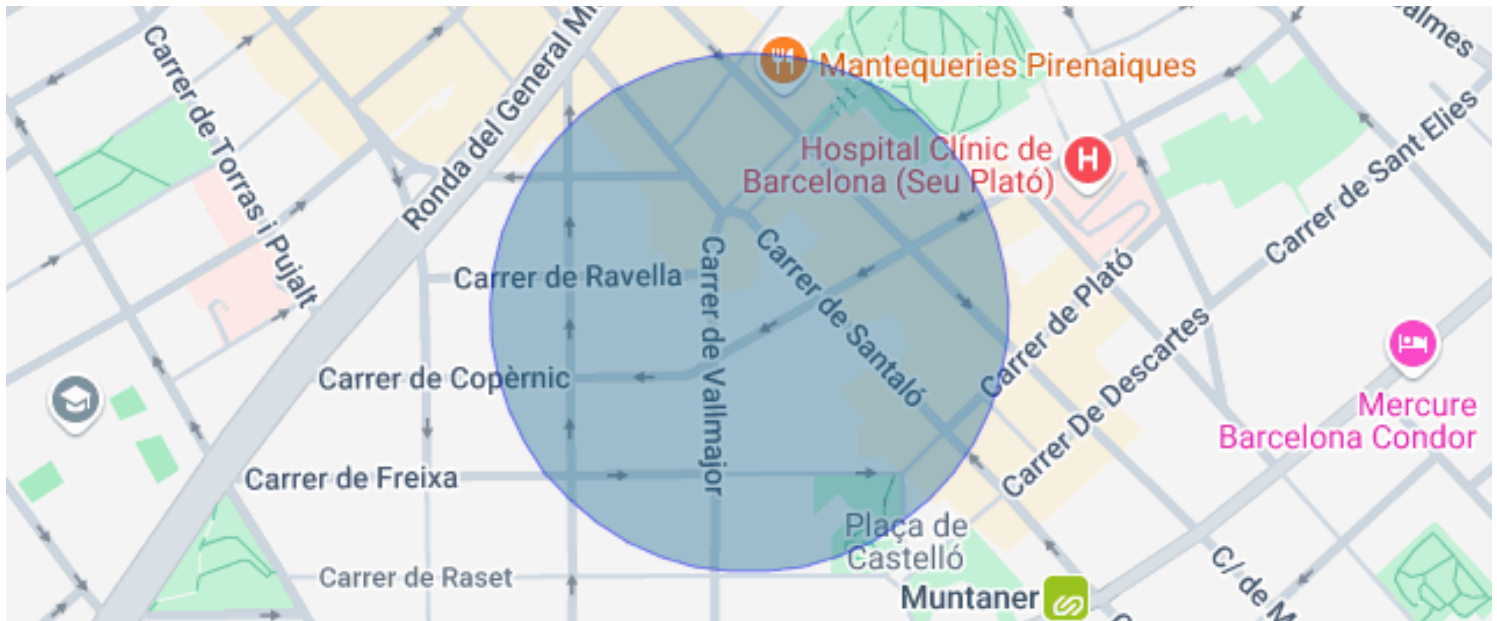 Carrer de Torras i Pujalt
Ronda del General Mi
Mantequeries Pirenaiques
almes
Hospital Clínic de
Barcelona (Seu Plató)
H
Carrer de Sant Elies
Carrer de Ravella
Carrer de Vallmajor
Carrer de Santaló
Carrer de Plató
Carrer De Descartes
Carrer de Copèrnic
Mercure
Barcelona Condor
Carrer de Freixa
Plaça de
Castelló
Carrer de Raset
Muntaner
C/ de M